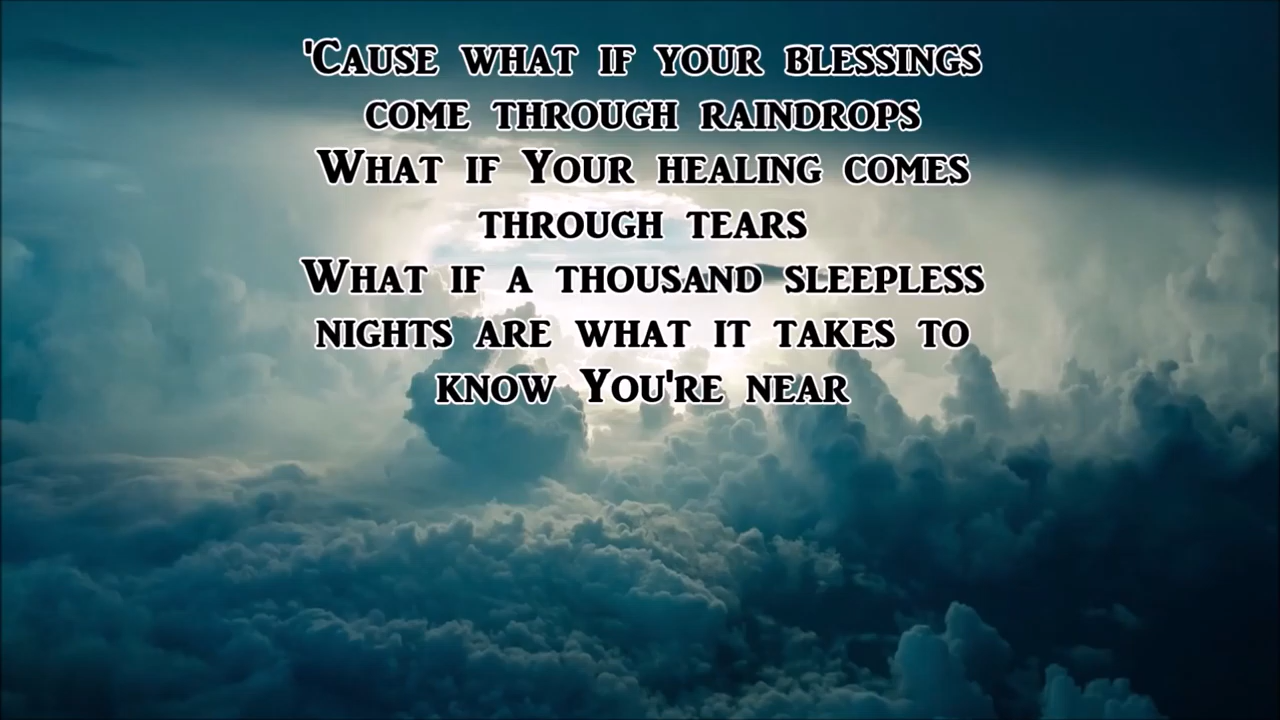 'Cause what if your blessings
come through raindrops
What if Your healing comes
through tears
What if a thousand sleepless
nights are what it takes to
know You're near